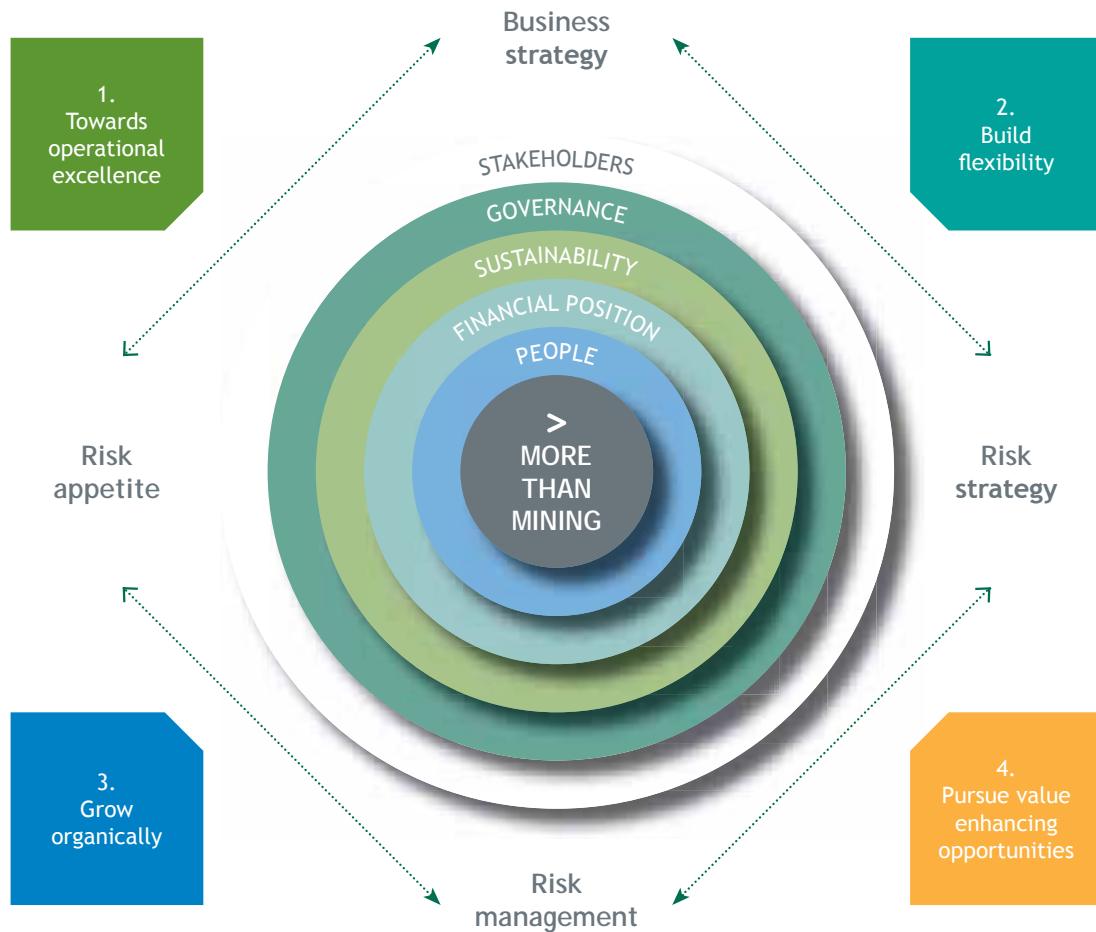 Business
strategy
1.
Towards
operational
excellence
2.
Build
flexibility
STAKEHOLDERS
GOVERNANCE
SUSTAINABILITY
FINANCIAL POSITION
PEOPLE
>
MORE
THAN
MINING
Risk
appetite
Risk
strategy
3.
Grow
organically
4.
Pursue value
enhancing
opportunities
Risk
management